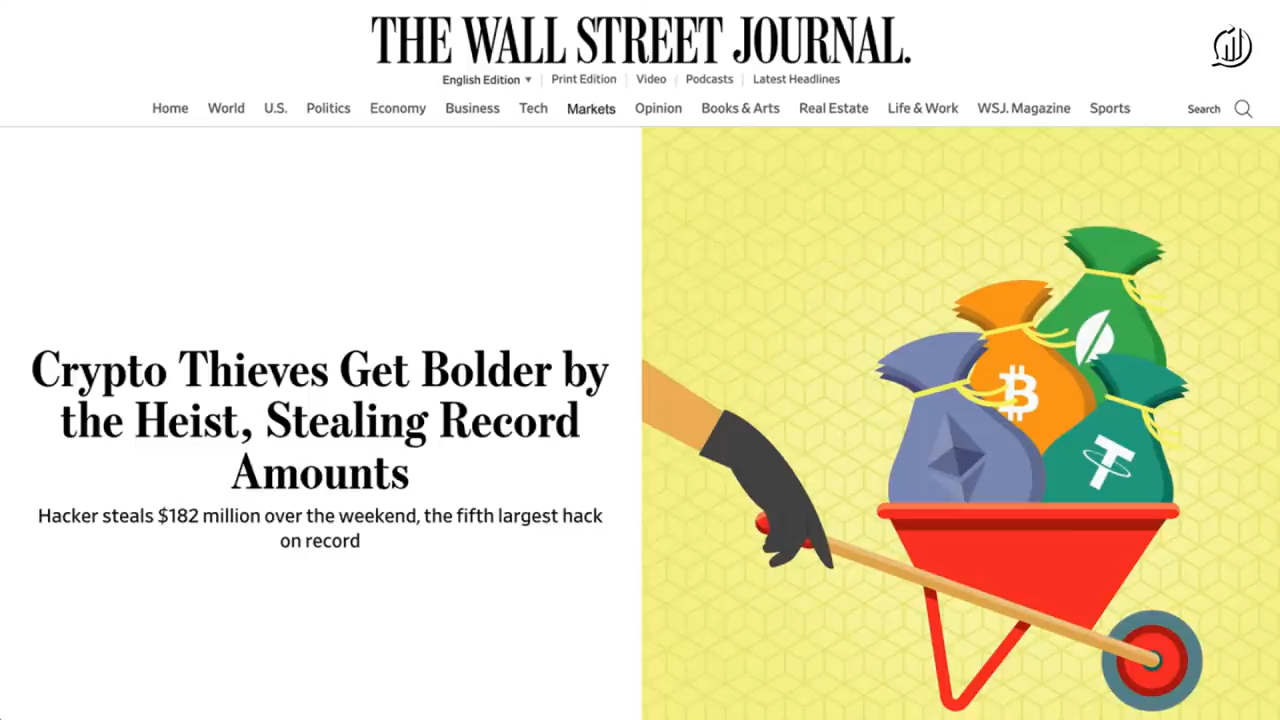 THE WALL STREET JOURNAL.
English Edition Print Edition Video Podcasts Latest Headlines
Home World U.S. Politics Economy Business Tech Markets Opinion Books & Arts Real Estate Life & Work WSJ. Magazine Sports Search
Crypto Thieves Get Bolder by
the Heist, Stealing Record
Amounts
Hacker steals $182 million over the weekend, the fifth largest hack
on record